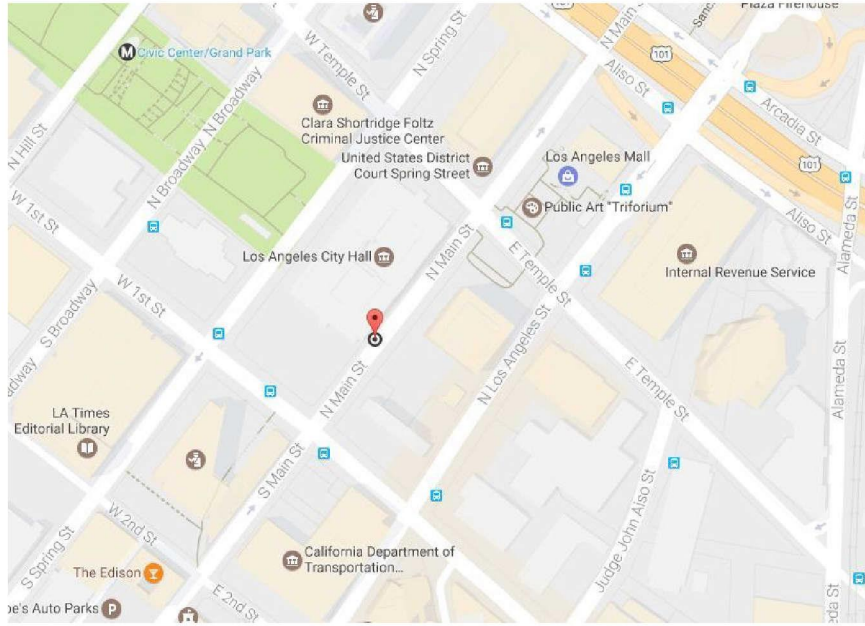 Plaza Firehouse
M
Civic Center/Grand Park
N Spring St
W Temple St
N Main St
101
Aliso St
Arcadia St
N Broadway
N Hill St
Clara Shortridge Foltz
Criminal Justice Center
United States District
Court Spring Street
Los Angeles Mall
101
N Broadway
Public Art "Triforium"
Aliso St
Alameda St
W 1st St
Los Angeles City Hall
N Main St
E Temple St
Internal Revenue Service
W 1st St
S Broadway
N Los Angeles St
E Temple St
Alameda St
N Main St
LA Times
Editorial Library
S Main St
Judge John Aiso St
W 2nd St
California Department of
Transportation...
S Spring St
The Edison
E 2nd St
oe's Auto Parks
P